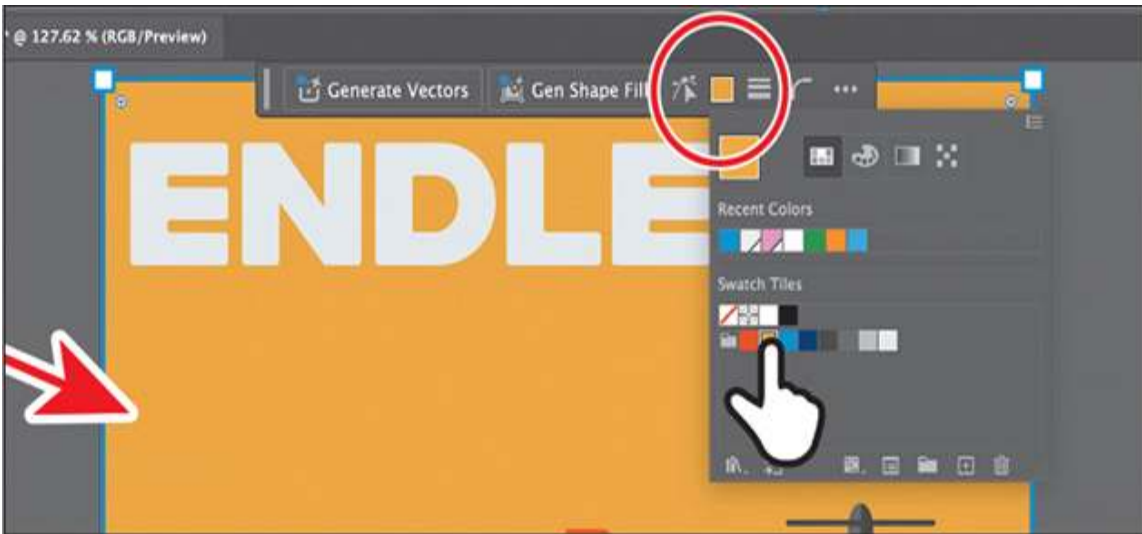 @ 127.62 % (RGB/Preview)
Generate Vectors
Gen Shape Fill
ENDLE
Recent Colors
Swatch Tiles